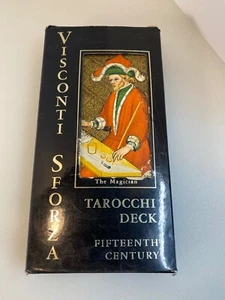 VISCONTI
SFORZA
The Magician
TAROCCHI
DECK
FIFTEENTH
CENTURY